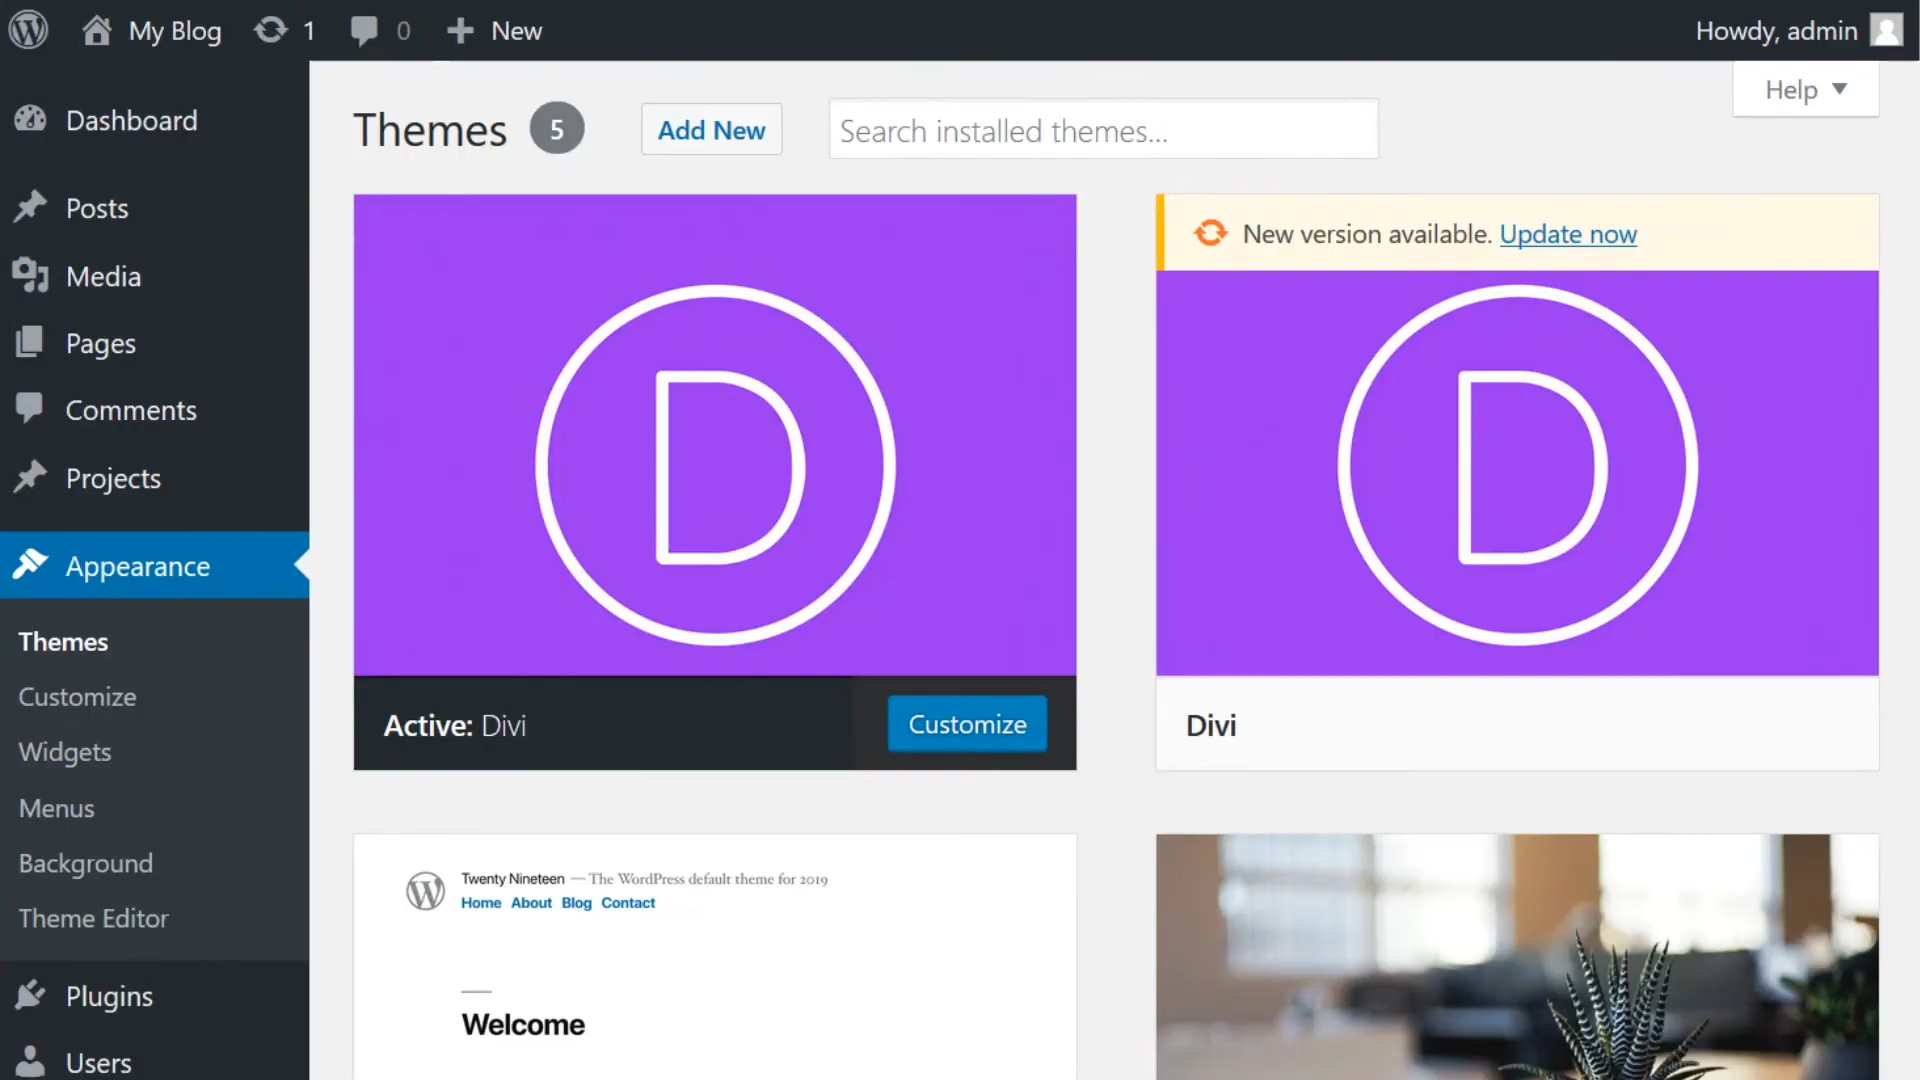 My Blog 1 0 New Howdy, admin
Help
Dashboard
Posts
Media
Pages
Comments
Projects
Appearance
Themes
Customize
Widgets
Menus
Background
Theme Editor
Plugins
Users
Themes 5 Add New Search installed themes...
D
Active: Divi Customize
New version available. Update now
D
Divi
Twenty Nineteen — The WordPress default theme for 2019
Home About Blog Contact
Welcome